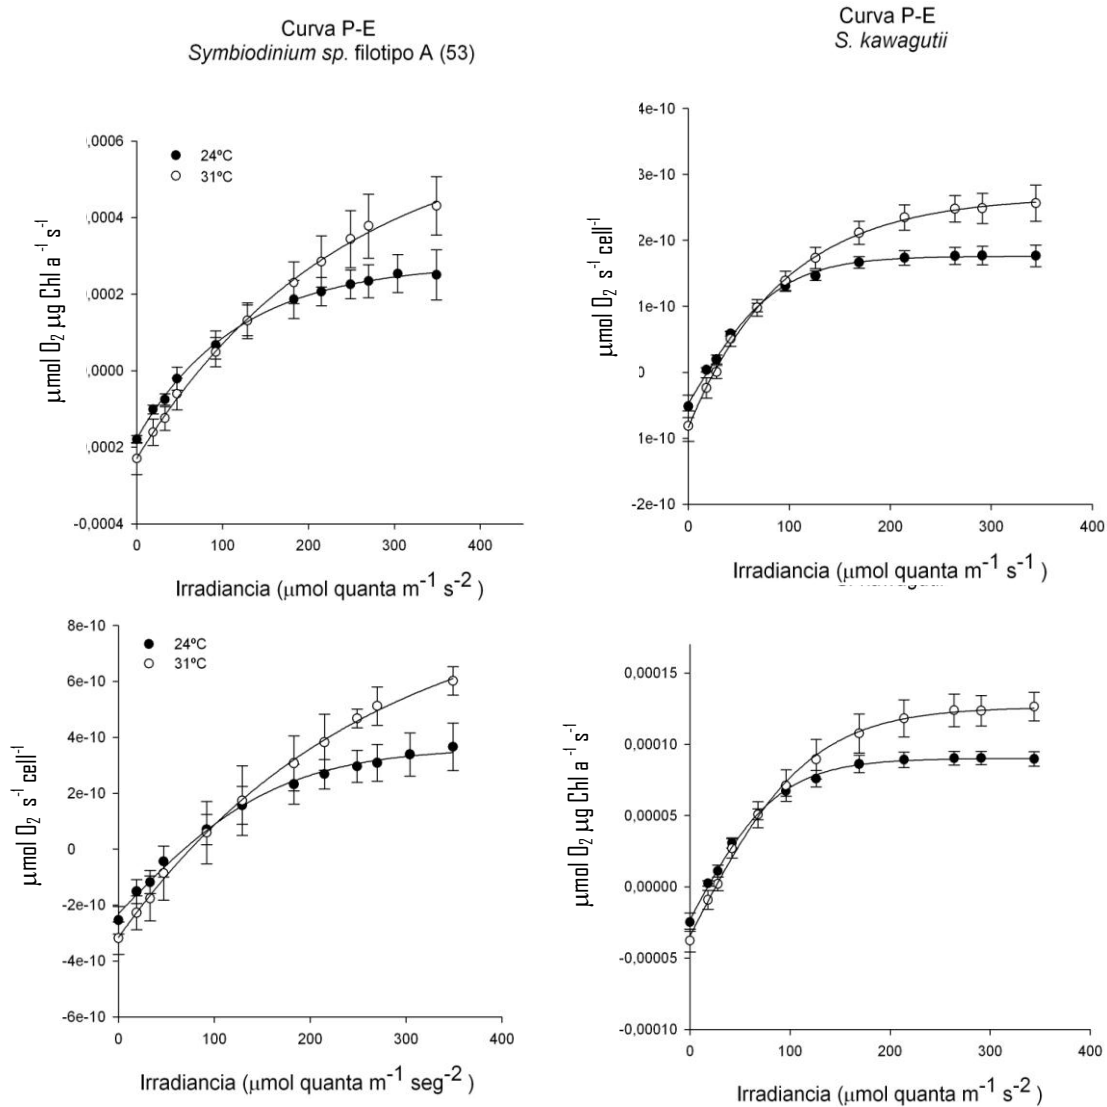 Curva P-E
Symbiodinium sp. filotipo A (53)
Curva P-E
S. kawagutii
,0006
,0004
,0002
,0000
,0002
-0,0004
24ºC
31ºC
µmol O₂ µg Chl a ⁻¹ s⁻¹
0 100 200 300 400
Irradiancia (µmol quanta m⁻¹ s⁻² )
4e-10
3e-10
2e-10
1e-10
0
1e-10
-2e-10
µmol O₂ s⁻¹ cell⁻¹
0 100 200 300 400
Irradiancia (µmol quanta m⁻¹ s⁻¹ )
8e-10
6e-10
4e-10
2e-10
0
-2e-10
-4e-10
-6e-10
24ºC
31ºC
µmol O₂ s⁻¹ cell⁻¹
0 100 200 300 400
Irradiancia (µmol quanta m⁻¹ seg⁻² )
0,00015
0,00010
0,00005
0,00000
-0,00005
-0,00010
µmol O₂ µg Chl a ⁻¹ s⁻¹
0 100 200 300 400
Irradiancia (µmol quanta m⁻¹ s⁻² )